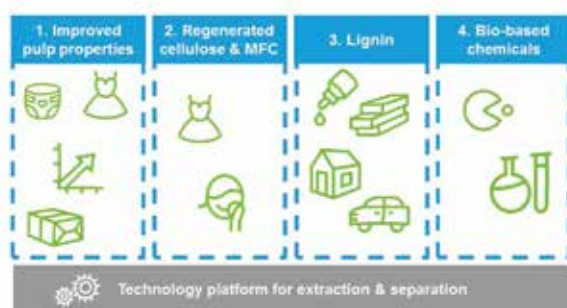 1. Improved
pulp properties
2. Regenerated
cellulose & MFC
3. Lignin
4. Bio-based
chemicals
Technology platform for extraction & separation